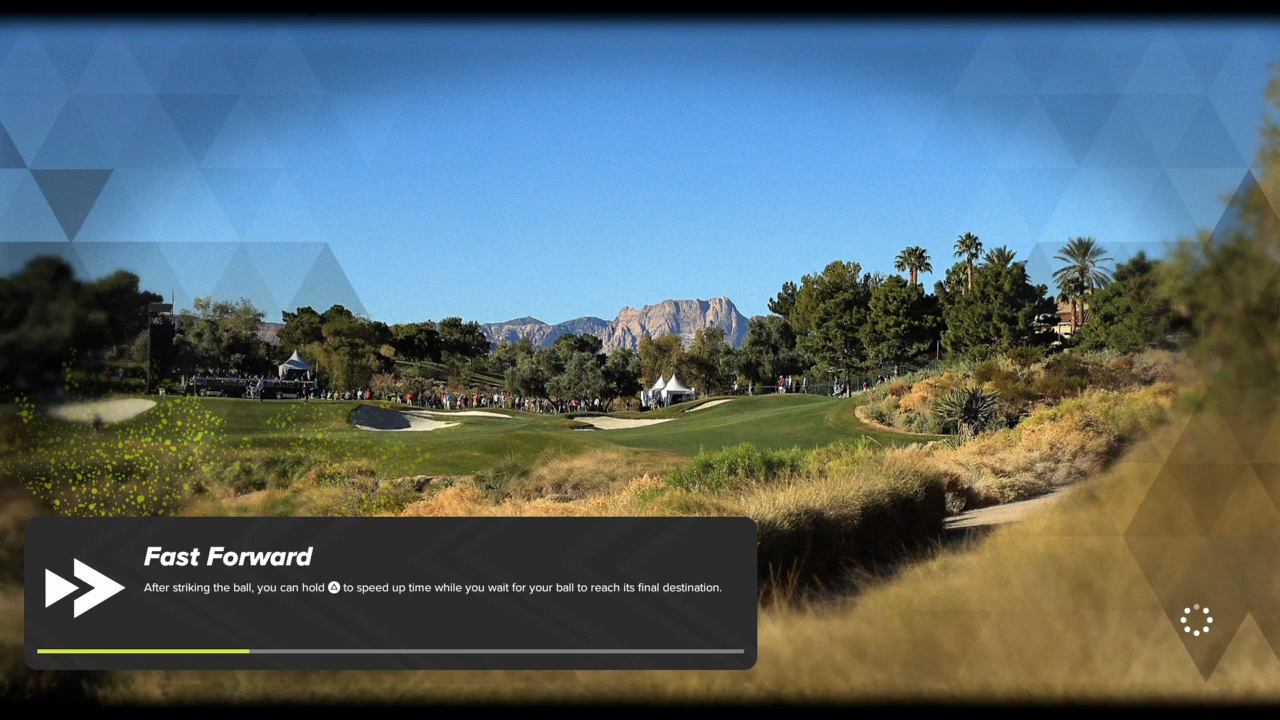 Fast Forward
After striking the ball, you can hold △ to speed up time while you wait for your ball to reach its final destination.